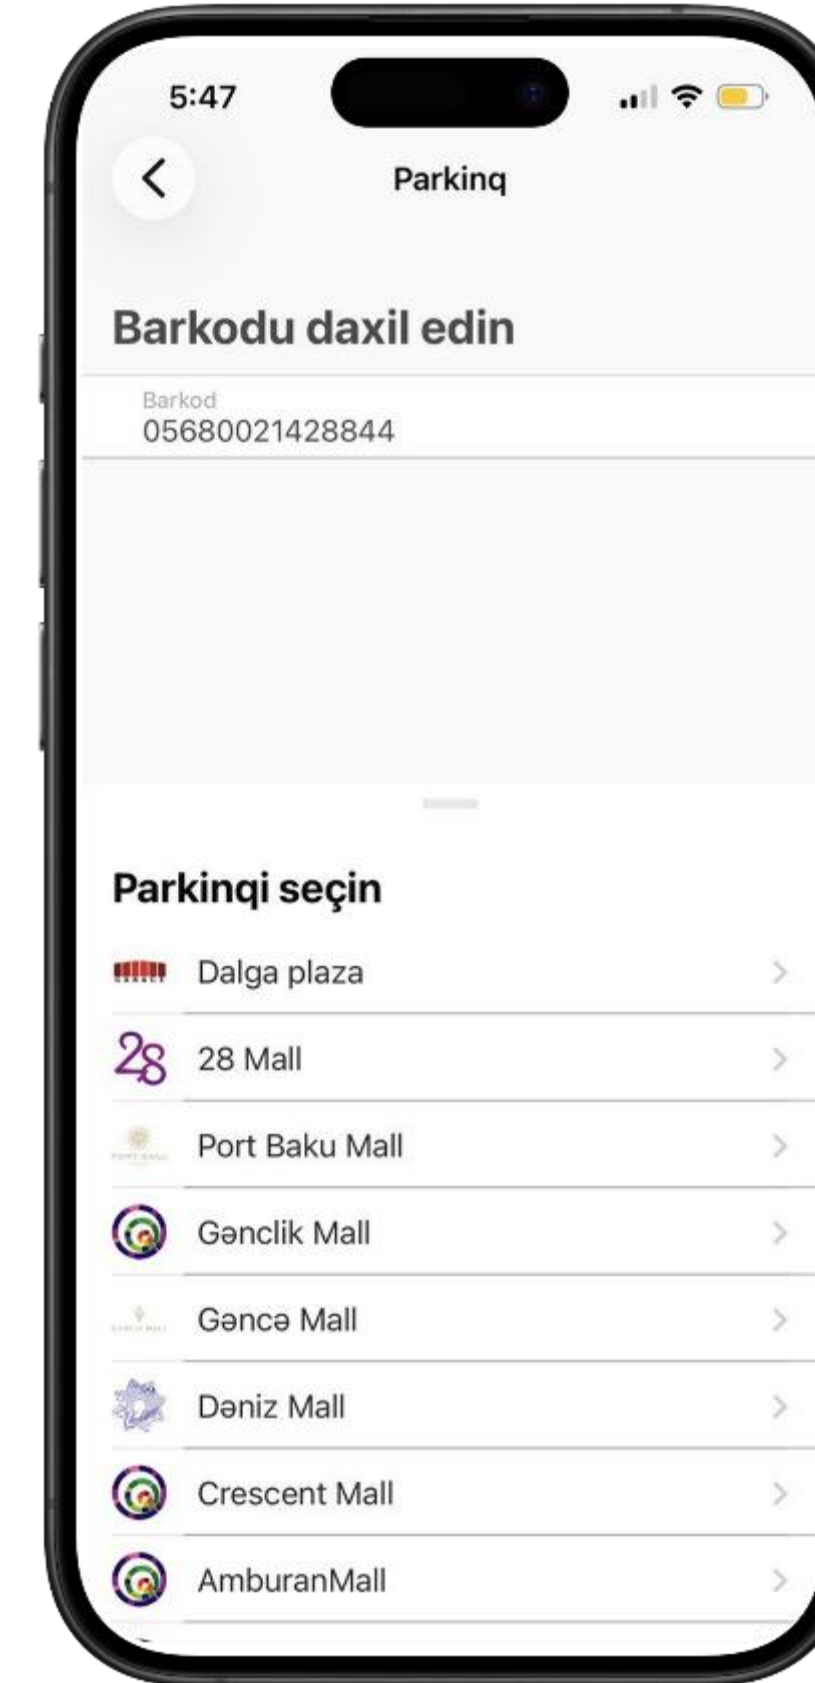 5:47
Parkinq
Barkodu daxil edin
Barkod
05680021428844
Parkinqi seçin
Dalga plaza
28 28 Mall
Port Baku Mall
Gənclik Mall
Gəncə Mall
Dəniz Mall
Crescent Mall
AmburanMall